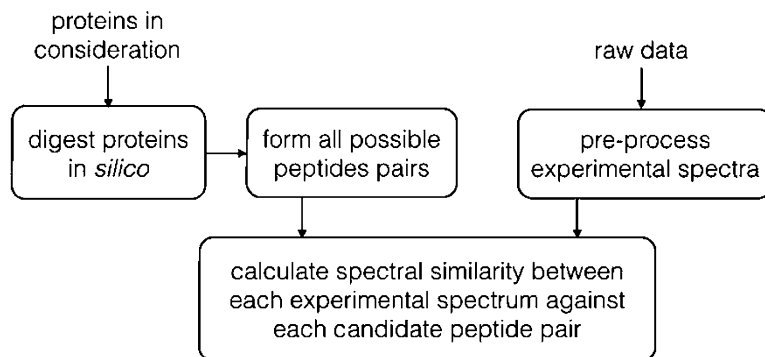 proteins in
consideration
raw data
digest proteins
in silico
form all possible
peptides pairs
pre-process
experimental spectra
calculate spectral similarity between
each experimental spectrum against
each candidate peptide pair